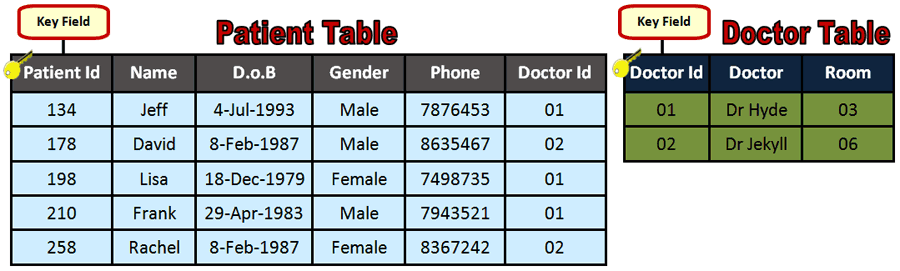 Key Field
Patient Table
Key Field
Doctor Table
Patient Id Name D.o.B Gender Phone Doctor Id
134 Jeff 4-Jul-1993 Male 7876453 01
178 David 8-Feb-1987 Male 8635467 02
198 Lisa 18-Dec-1979 Female 7498735 01
210 Frank 29-Apr-1983 Male 7943521 01
258 Rachel 8-Feb-1987 Female 8367242 02
Doctor Id Doctor Room
01 Dr Hyde 03
02 Dr Jekyll 06